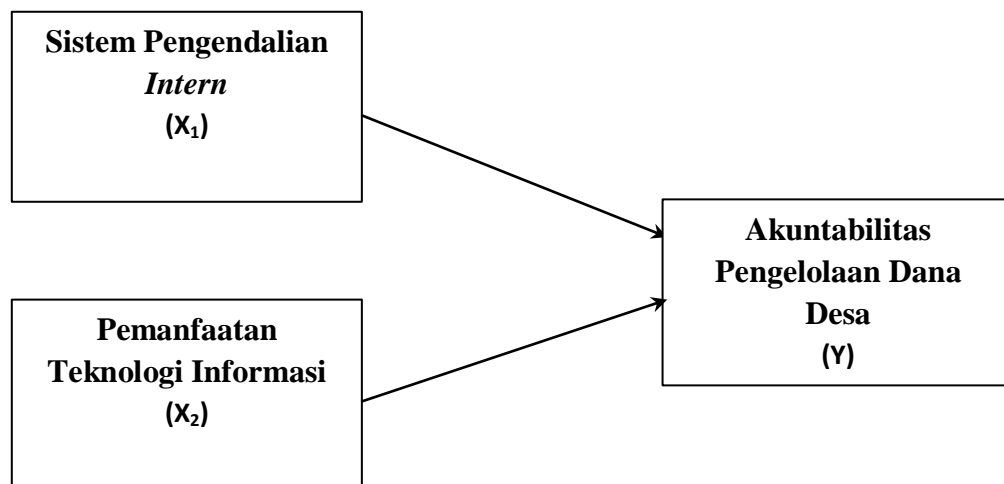 Sistem Pengendalian
Intern
(X₁)
Pemanfaatan
Teknologi Informasi
(X₂)
Akuntabilitas
Pengelolaan Dana
Desa
(Y)